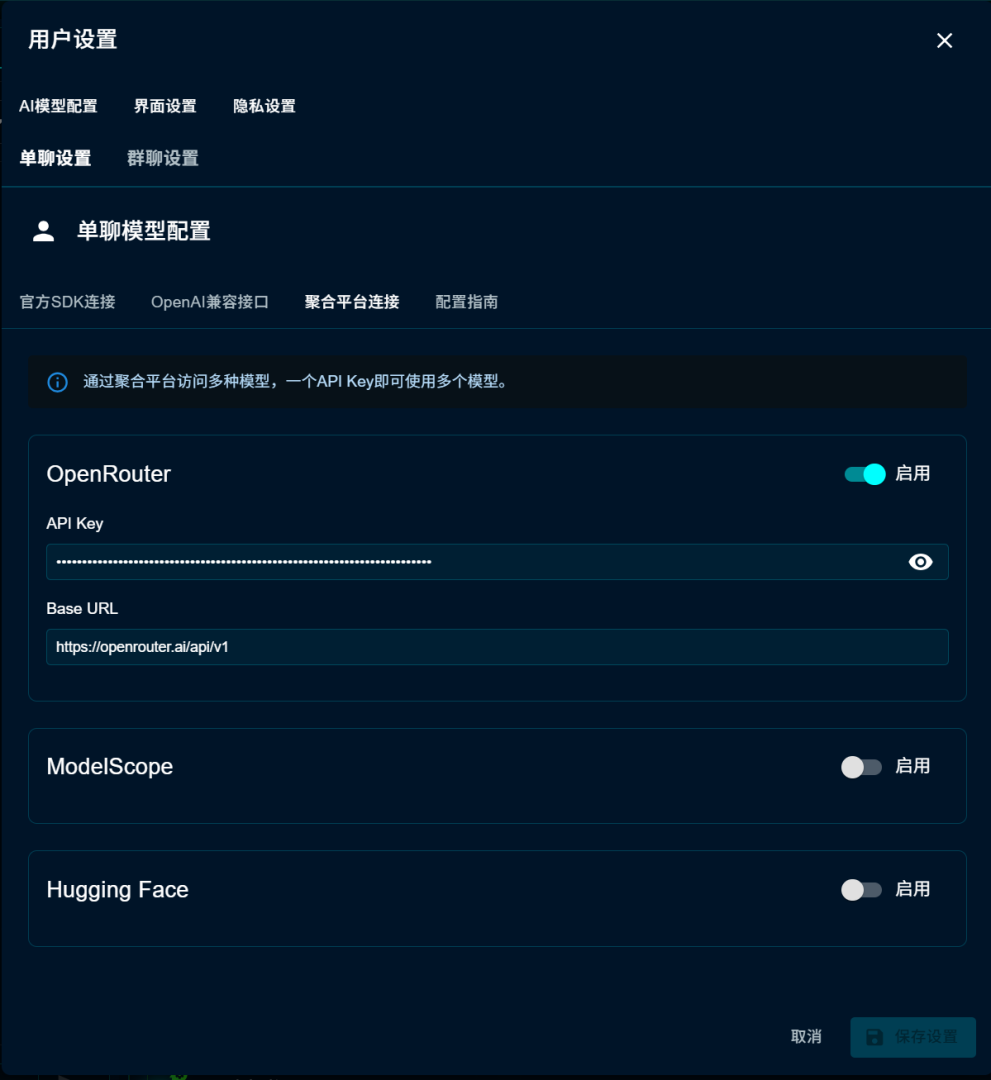 用户设置
AI模型配置 界面设置 隐私设置
单聊设置 群聊设置
单聊模型配置
官方SDK连接 OpenAI兼容接口 聚合平台连接 配置指南
通过聚合平台访问多种模型，一个API Key即可使用多个模型。
OpenRouter 启用
API Key
Base URL
https://openrouter.ai/api/v1
ModelScope 启用
Hugging Face 启用
取消 保存设置